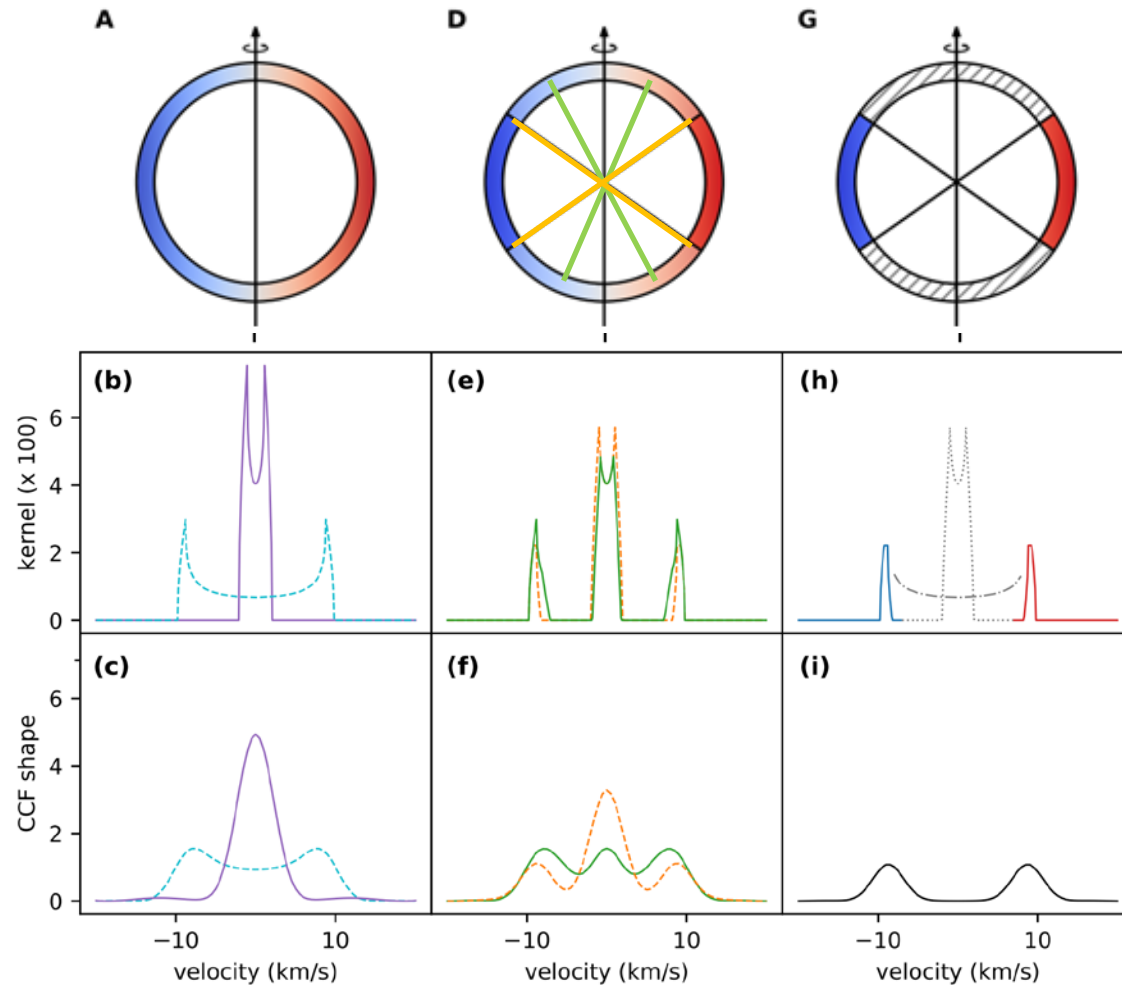 A D G
(b) (e) (h)
kernel (x 100)
6
4
2
0
(c) (f) (i)
CCF shape
6
4
2
0
−10 10 −10 10 −10 10
velocity (km/s) velocity (km/s) velocity (km/s)